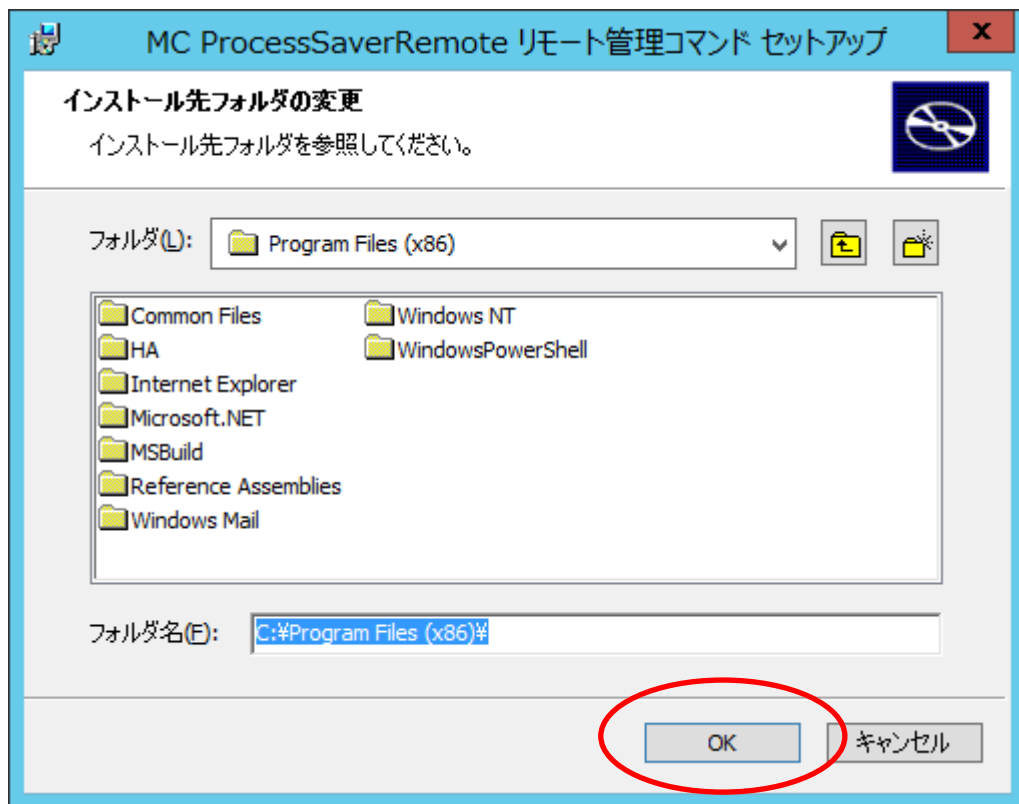 MC ProcessSaverRemote リモート管理コマンド セットアップ
x
インストール先フォルダの変更
インストール先フォルダを参照してください。
フォルダ(L):
Program Files (x86)
Common Files
HA
Internet Explorer
Microsoft.NET
MSBuild
Reference Assemblies
Windows Mail
Windows NT
WindowsPowerShell
フォルダ名(F):
C:¥Program Files (x86)¥
OK
キャンセル